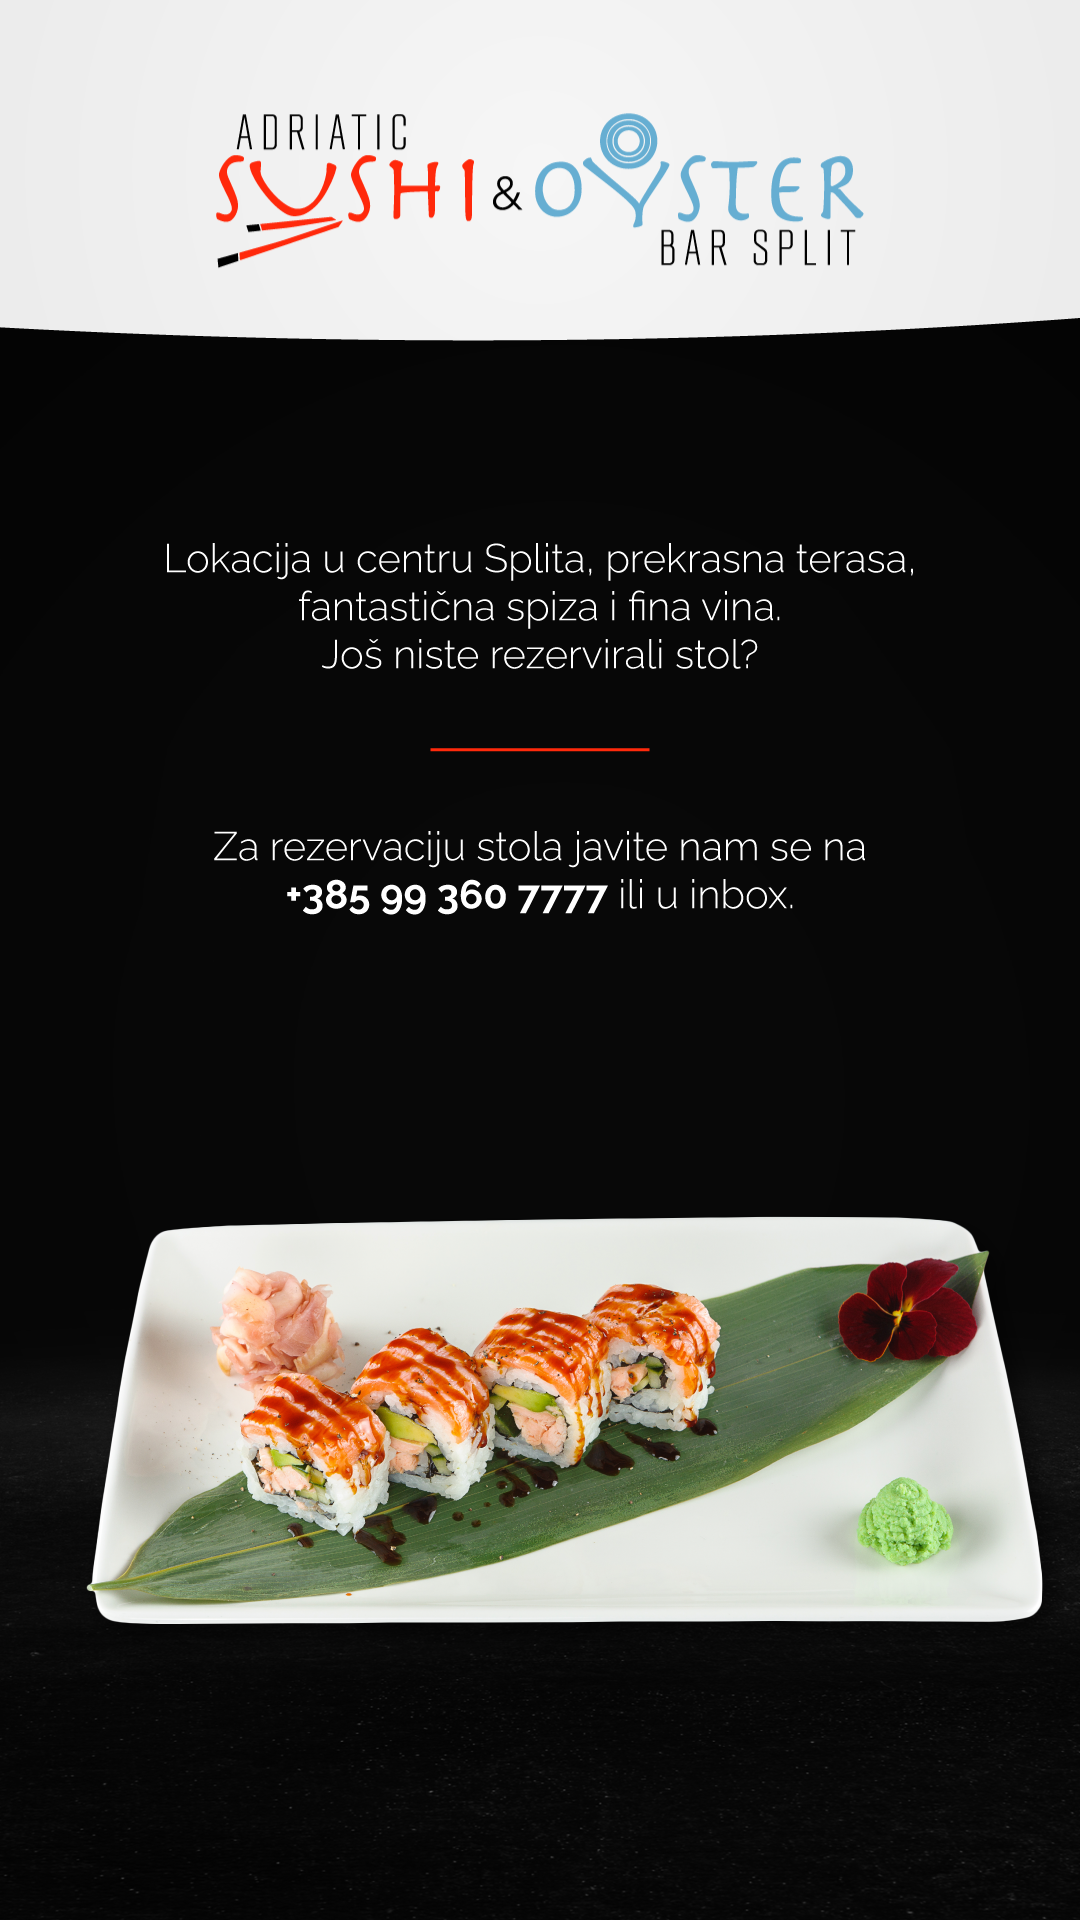 ADRIATIC
SUSHI & OYSTER
BAR SPLIT
Lokacija u centru Splita, prekrasna terasa,
fantastična spiza i fina vina.
Još niste rezervirali stol?
Za rezervaciju stola javite nam se na
+385 99 360 7777 ili u inbox.